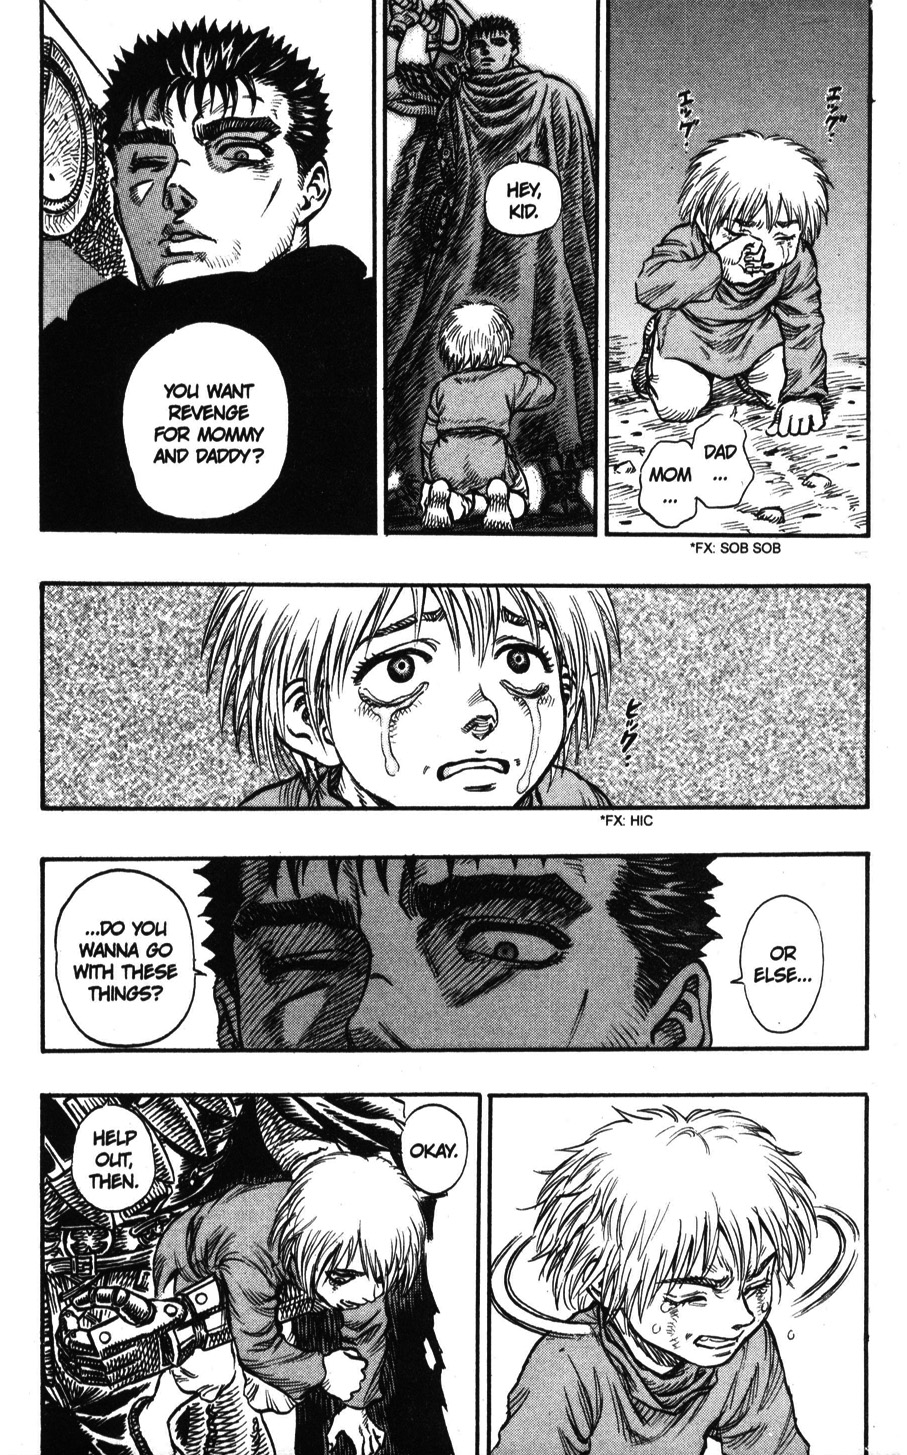 エッグ
エッグ
DAD
...
MOM
...
*FX: SOB SOB
HEY,
KID.
YOU WANT
REVENGE
FOR MOMMY
AND DADDY?
ヒック
*FX: HIC
OR
ELSE...
...DO YOU
WANNA GO
WITH THESE
THINGS?
OKAY.
HELP
OUT,
THEN.